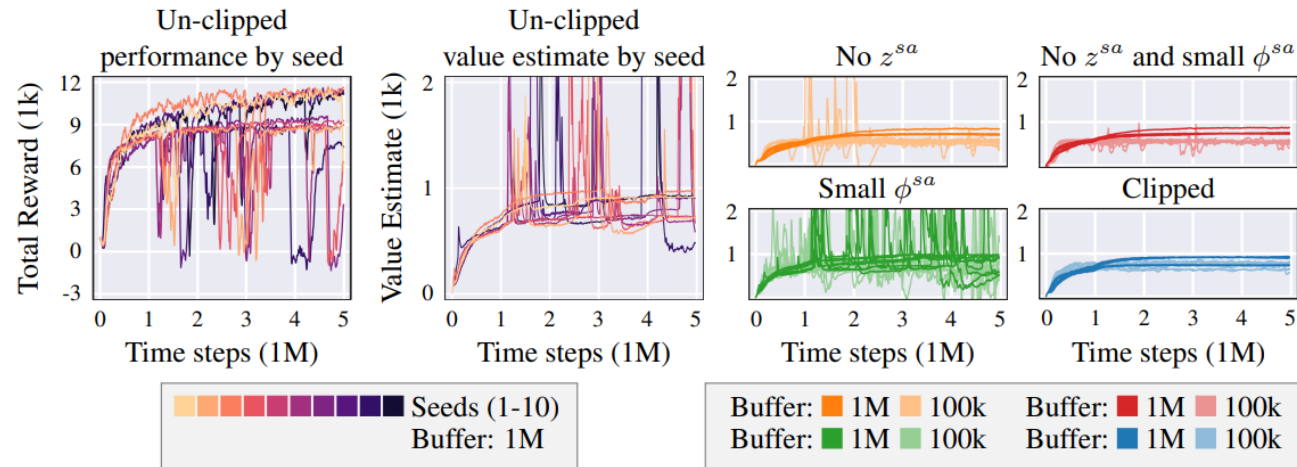 Un-clipped
performance by seed
Total Reward (1k)
12
9
6
3
0
-3
0 1 2 3 4 5
Time steps (1M)
Un-clipped
value estimate by seed
Value Estimate (1k)
2
1
0
0 1 2 3 4 5
Time steps (1M)
No z^{sa}
2
1
No z^{sa} and small ϕ^{sa}
2
1
Small ϕ^{sa}
2
1
0 1 2 3 4 5
Time steps (1M)
Clipped
2
1
0 1 2 3 4 5
Time steps (1M)
Seeds (1-10)
Buffer: 1M
Buffer: 1M 100k Buffer: 1M 100k
Buffer: 1M 100k Buffer: 1M 100k